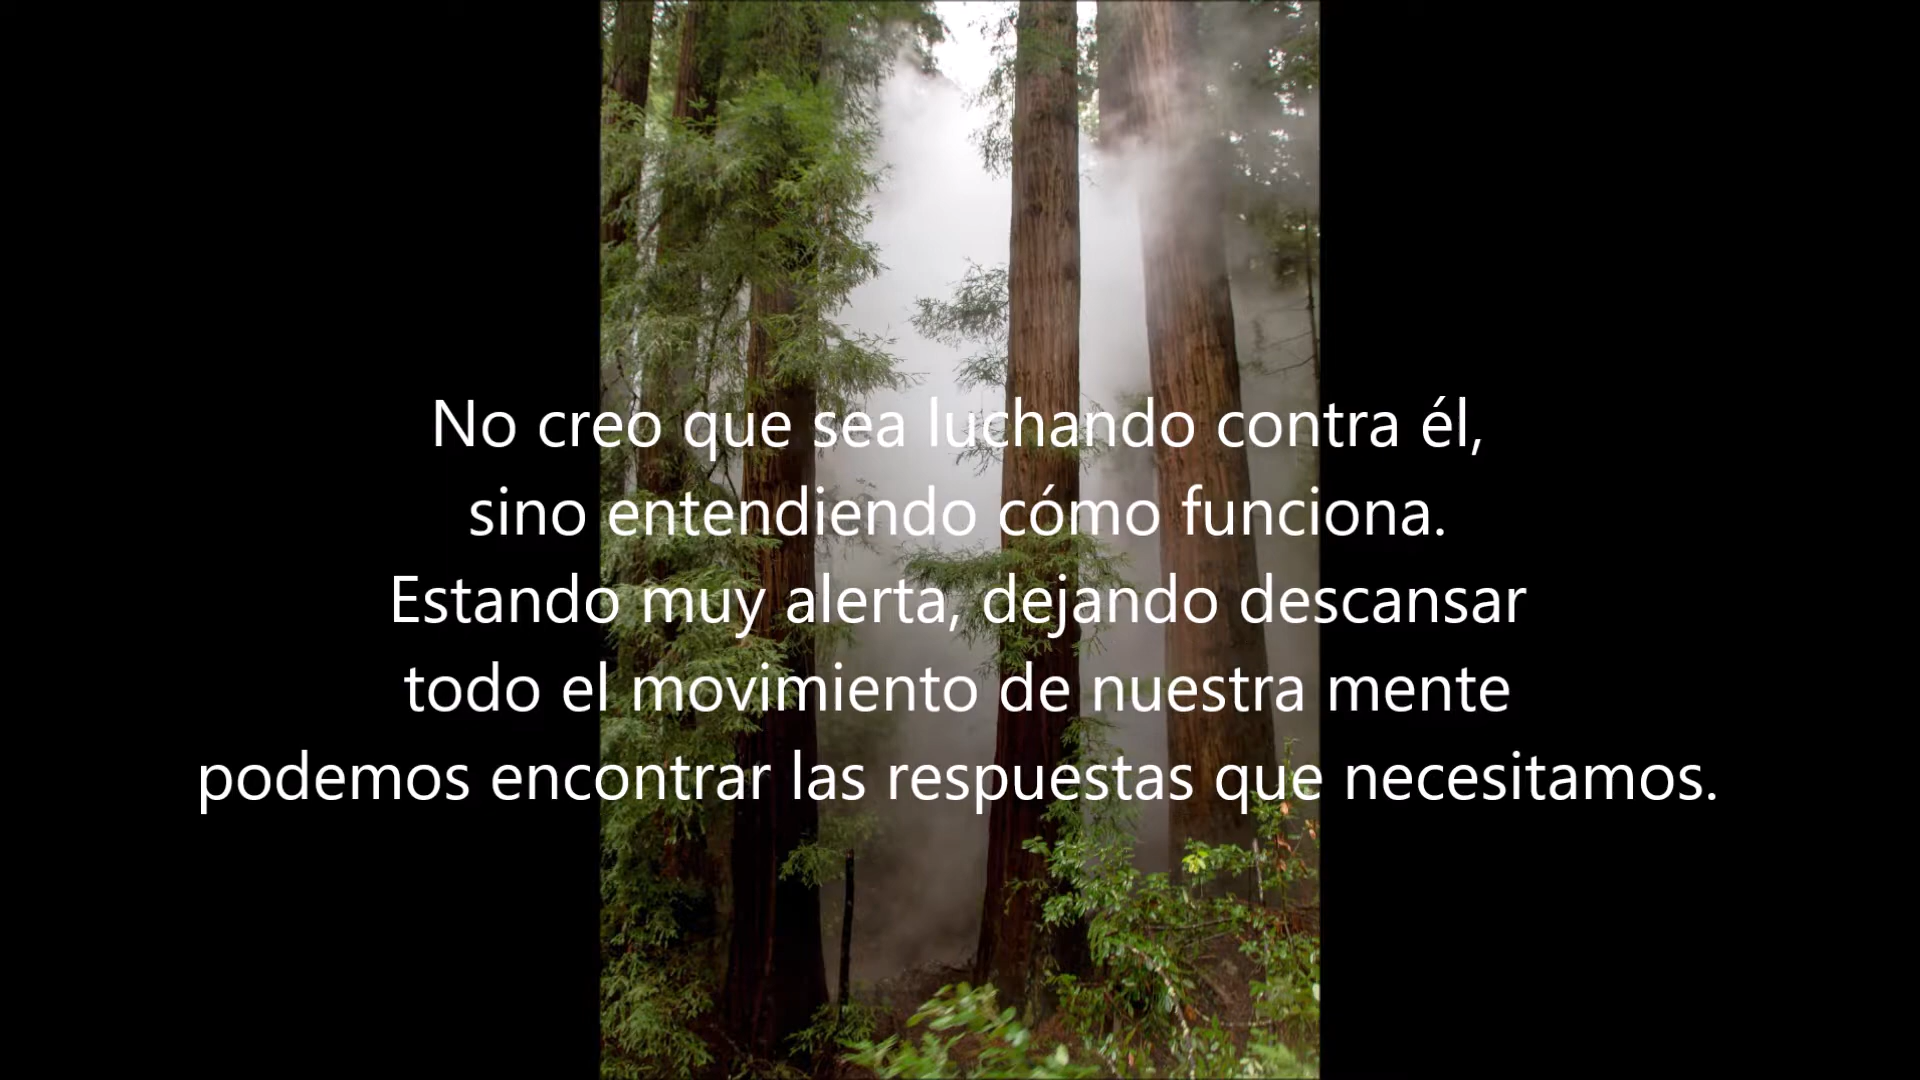 No creo que sea luchando contra él,
sino entendiendo cómo funciona.
Estando muy alerta, dejando descansar
todo el movimiento de nuestra mente
podemos encontrar las respuestas que necesitamos.